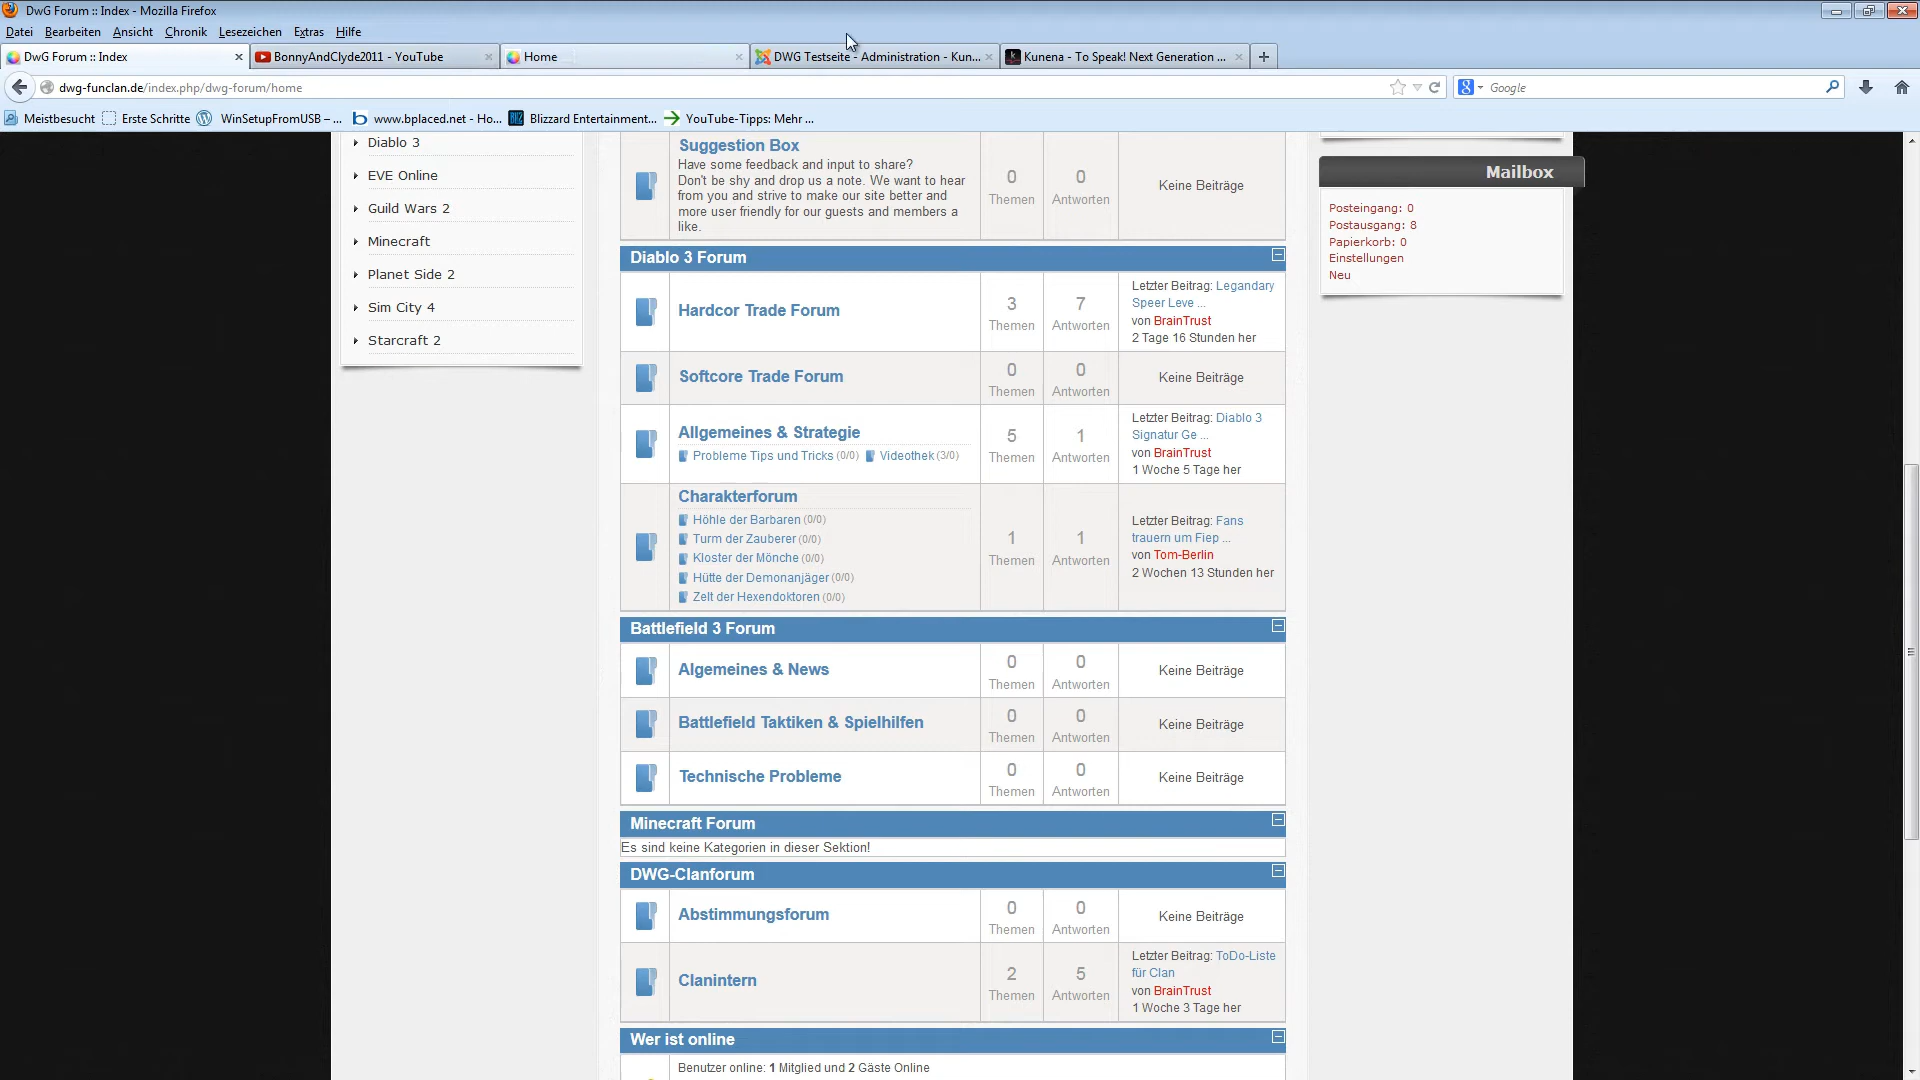 DwG Forum :: Index - Mozilla Firefox
Datei Bearbeiten Ansicht Chronik Lesezeichen Extras Hilfe
DwG Forum :: Index
BonnyAndClyde2011 - YouTube
Home
DWG Testseite - Administration - Kun...
Kunena - To Speak! Next Generation ...
dwg-funclan.de/index.php/dwg-forum/home
Google
Meistbesucht Erste Schritte WinSetupFromUSB – ... www.bplaced.net - Ho... Blizzard Entertainment... YouTube-Tipps: Mehr ...
Diablo 3
EVE Online
Guild Wars 2
Minecraft
Planet Side 2
Sim City 4
Starcraft 2
Suggestion Box
Have some feedback and input to share?
Don't be shy and drop us a note. We want to hear
from you and strive to make our site better and
more user friendly for our guests and members a
like.
0
Themen
0
Antworten
Keine Beiträge
Diablo 3 Forum
Hardcor Trade Forum
3
Themen
7
Antworten
Letzter Beitrag: Legandary
Speer Leve ...
von BrainTrust
2 Tage 16 Stunden her
Softcore Trade Forum
0
Themen
0
Antworten
Keine Beiträge
Allgemeines & Strategie
Probleme Tips und Tricks (0/0) Videothek (3/0)
5
Themen
1
Antworten
Letzter Beitrag: Diablo 3
Signatur Ge ...
von BrainTrust
1 Woche 5 Tage her
Charakterforum
Höhle der Barbaren (0/0)
Turm der Zauberer (0/0)
Kloster der Mönche (0/0)
Hütte der Demonanjäger (0/0)
Zelt der Hexendoktoren (0/0)
1
Themen
1
Antworten
Letzter Beitrag: Fans
trauern um Fiep ...
von Tom-Berlin
2 Wochen 13 Stunden her
Battlefield 3 Forum
Algemeines & News
0
Themen
0
Antworten
Keine Beiträge
Battlefield Taktiken & Spielhilfen
0
Themen
0
Antworten
Keine Beiträge
Technische Probleme
0
Themen
0
Antworten
Keine Beiträge
Minecraft Forum
Es sind keine Kategorien in dieser Sektion!
DWG-Clanforum
Abstimmungsforum
0
Themen
0
Antworten
Keine Beiträge
Clanintern
2
Themen
5
Antworten
Letzter Beitrag: ToDo-Liste
für Clan
von BrainTrust
1 Woche 3 Tage her
Wer ist online
Benutzer online: 1 Mitglied und 2 Gäste Online
Mailbox
Posteingang: 0
Postausgang: 8
Papierkorb: 0
Einstellungen
Neu